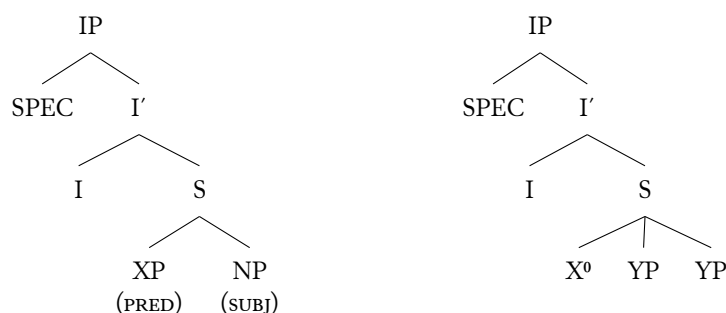 IP IP
SPEC I′ SPEC I′
I S I S
XP NP X⁰ YP YP
(PRED) (SUBJ)